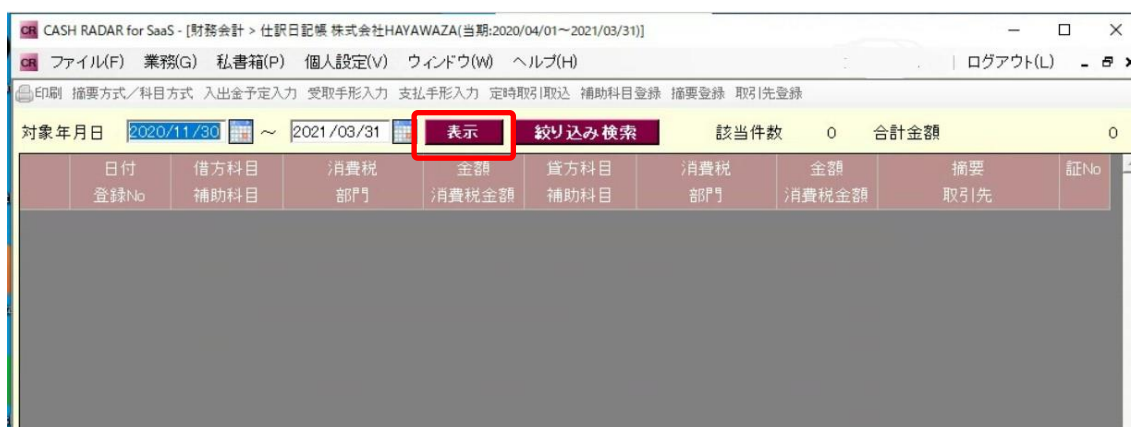 CR CASH RADAR for SaaS - [財務会計 > 仕訳日記帳 株式会社HAYAWAZA(当期:2020/04/01～2021/03/31)]
CR ファイル(F) 業務(G) 私書箱(P) 個人設定(V) ウィンドウ(W) ヘルプ(H) ログアウト(L)
印刷 摘要方式/科目方式 入出金予定入力 受取手形入力 支払手形入力 定時取引取込 補助科目登録 摘要登録 取引先登録
対象年月日 2020/11/30 ～ 2021/03/31 表示 絞り込み検索 該当件数 0 合計金額 0
日付 借方科目 消費税 金額 貸方科目 消費税 金額 摘要 証No
登録No 補助科目 部門 消費税金額 補助科目 部門 消費税金額 取引先